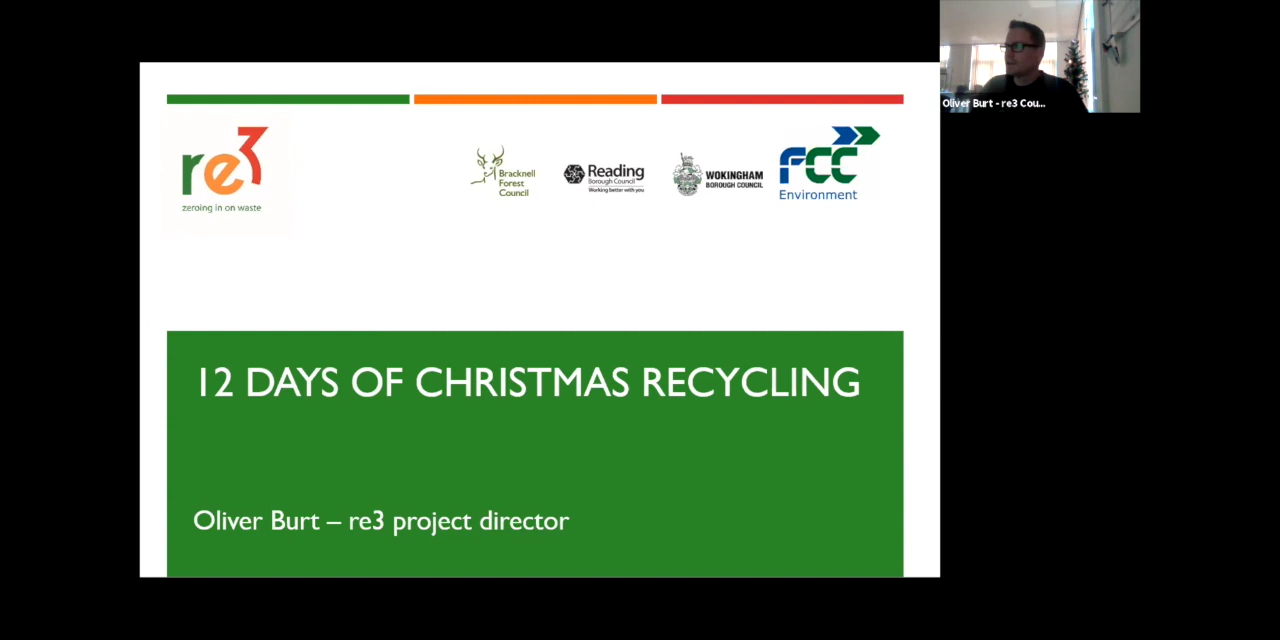 Oliver Burt - re3 Cou...
re3
zeroing in on waste
Bracknell
Forest
Council
Reading
Borough Council
Working better with you
WOKINGHAM
BOROUGH COUNCIL
FCC
Environment
12 DAYS OF CHRISTMAS RECYCLING
Oliver Burt – re3 project director